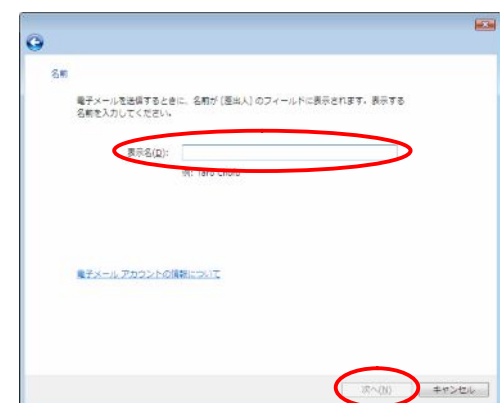 名前
電子メールを送信するときに、名前が [差出人] のフィールドに表示されます。表示する
名前を入力してください。
表示名(D):
例: Taro Chofu
電子メール アカウントの情報について
次へ(N) キャンセル